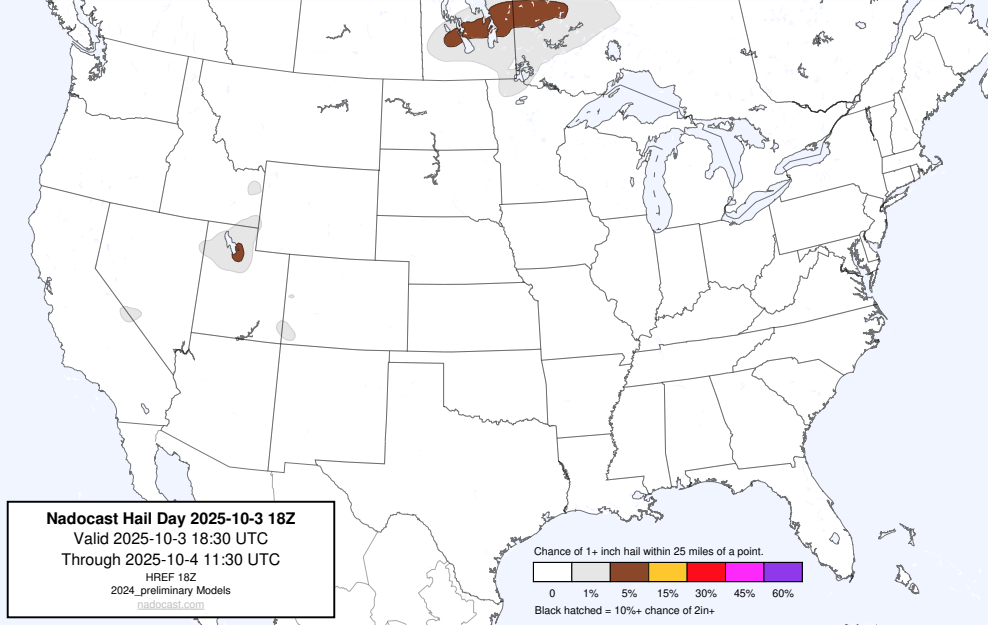 Nadocast Hail Day 2025-10-3 18Z
Valid 2025-10-3 18:30 UTC
Through 2025-10-4 11:30 UTC
HREF 18Z
2024_preliminary Models
nadocast.com
Chance of 1+ inch hail within 25 miles of a point.
0 1% 5% 15% 30% 45% 60%
Black hatched = 10%+ chance of 2in+